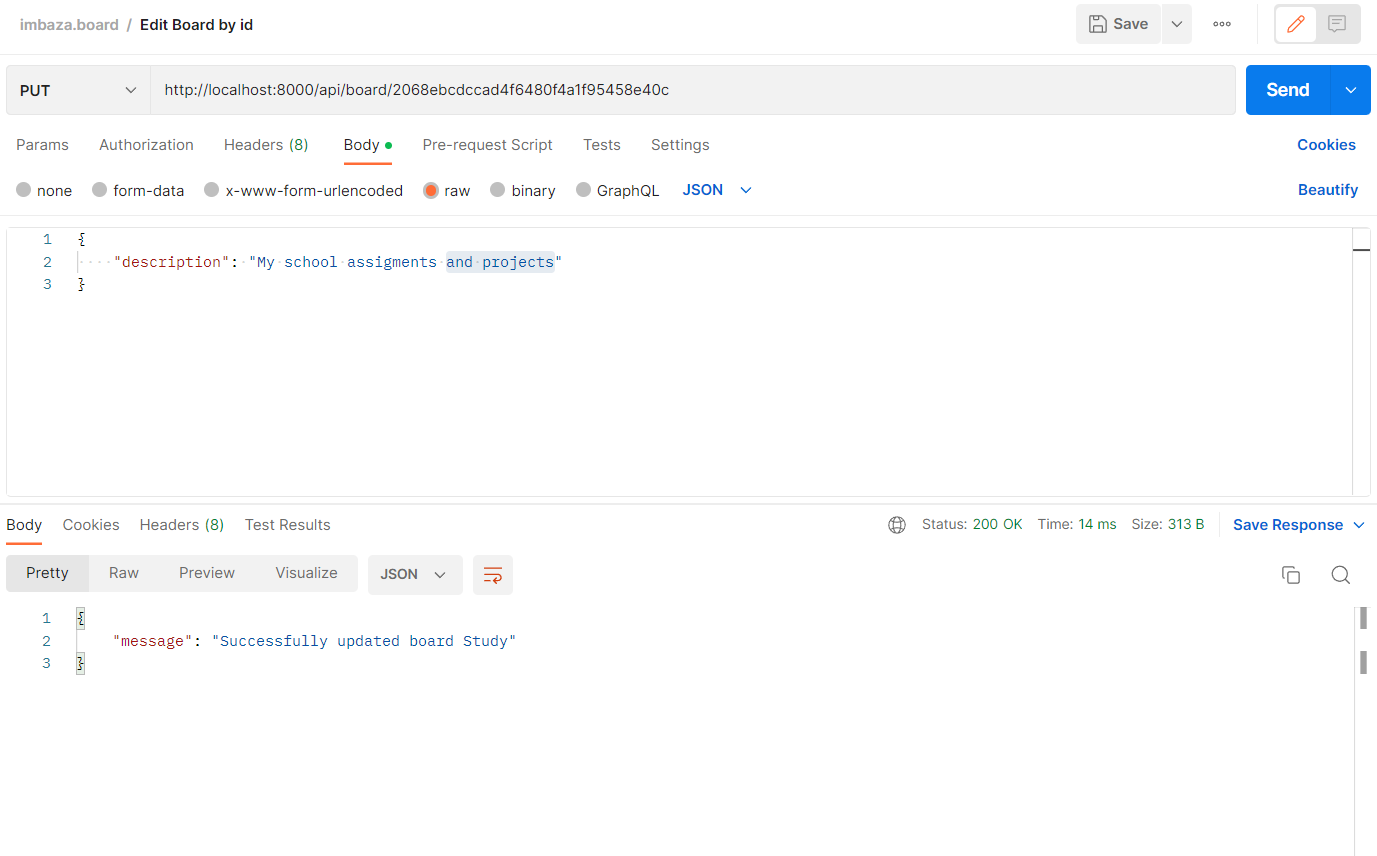 imbaza.board / Edit Board by id
Save
PUT
http://localhost:8000/api/board/2068ebcdccad4f6480f4a1f95458e40c
Send
Params Authorization Headers (8) Body Pre-request Script Tests Settings Cookies
none form-data x-www-form-urlencoded raw binary GraphQL JSON Beautify
1 {
2 "description": "My school assigments and projects"
3 }
Body Cookies Headers (8) Test Results Status: 200 OK Time: 14 ms Size: 313 B Save Response
Pretty Raw Preview Visualize JSON
1 {
2 "message": "Successfully updated board Study"
3 }